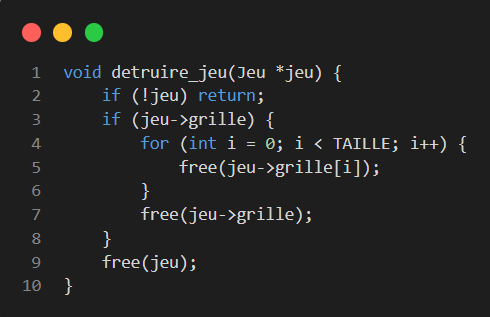 1 void detruire_jeu(Jeu *jeu) {
2     if (!jeu) return;
3     if (jeu->grille) {
4         for (int i = 0; i < TAILLE; i++) {
5             free(jeu->grille[i]);
6         }
7         free(jeu->grille);
8     }
9     free(jeu);
10 }